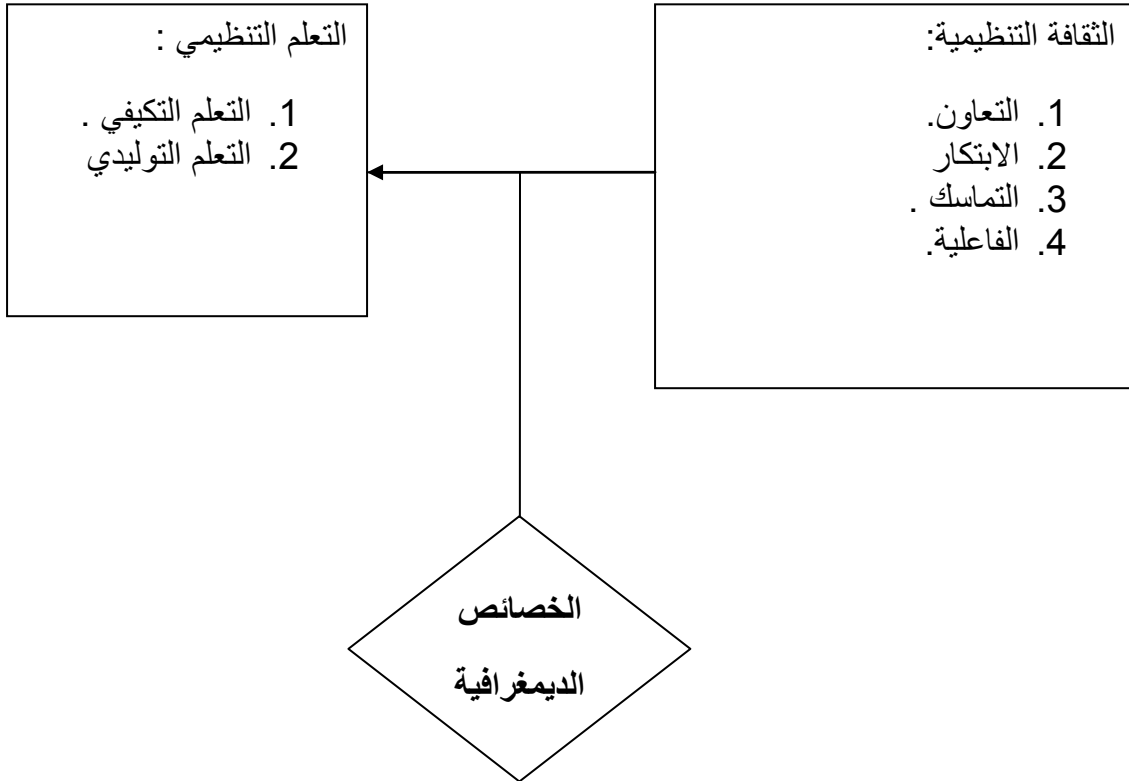 الثقافة التنظيمية:
1. التعاون.
2. الابتكار
3. التماسك .
4. الفاعلية.
التعلم التنظيمي :
1. التعلم التكيفي .
2. التعلم التوليدي
الخصائص
الديمغرافية